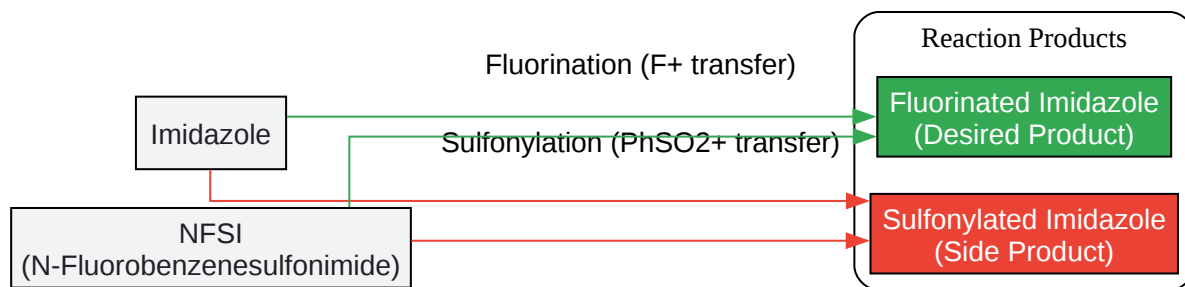 Reaction Products
Fluorination (F+ transfer)
Fluorinated Imidazole
(Desired Product)
Imidazole
Sulfonylation (PhSO2+ transfer)
Sulfonylated Imidazole
(Side Product)
NFSI
(N-Fluorobenzenesulfonimide)